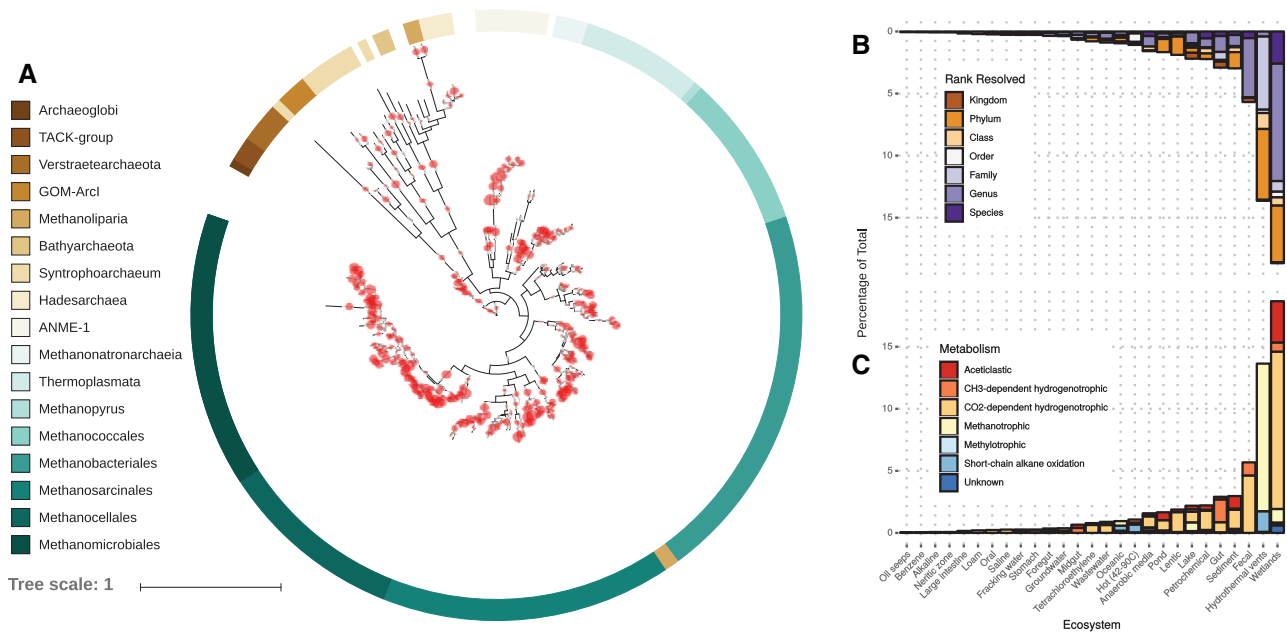 A
Archaeoglobi
TACK-group
Verstraetearchaeota
GOM-ArcI
Methanoliparia
Bathyarchaeota
Syntrophoarchaeum
Hadesarchaea
ANME-1
Methanonatronarchaeia
Thermoplasmata
Methanopyrus
Methanococcales
Methanobacteriales
Methanosarcinales
Methanocellales
Methanomicrobiales
Tree scale: 1
B
0
5
10
15
Rank Resolved
Kingdom
Phylum
Class
Order
Family
Genus
Species
Percentage of Total
C
15
10
5
0
Metabolism
Aceticlastic
CH3-dependent hydrogenotrophic
CO2-dependent hydrogenotrophic
Methanotrophic
Methylotrophic
Short-chain alkane oxidation
Unknown
Oil seeps
Benzene
Alkaline
Neritic zone
Large intestine
Loam
Oral
Saline
Fracking water
Stomach
Foregut
Groundwater
Midgut
Tetrachloroethylene
Wastewater
Oceanic
Hot (42-90C)
Anaerobic media
Pond
Lentic
Lake
Petrochemical
Gut
Sediment
Fecal
Hydrothermal vents
Wetlands
Ecosystem